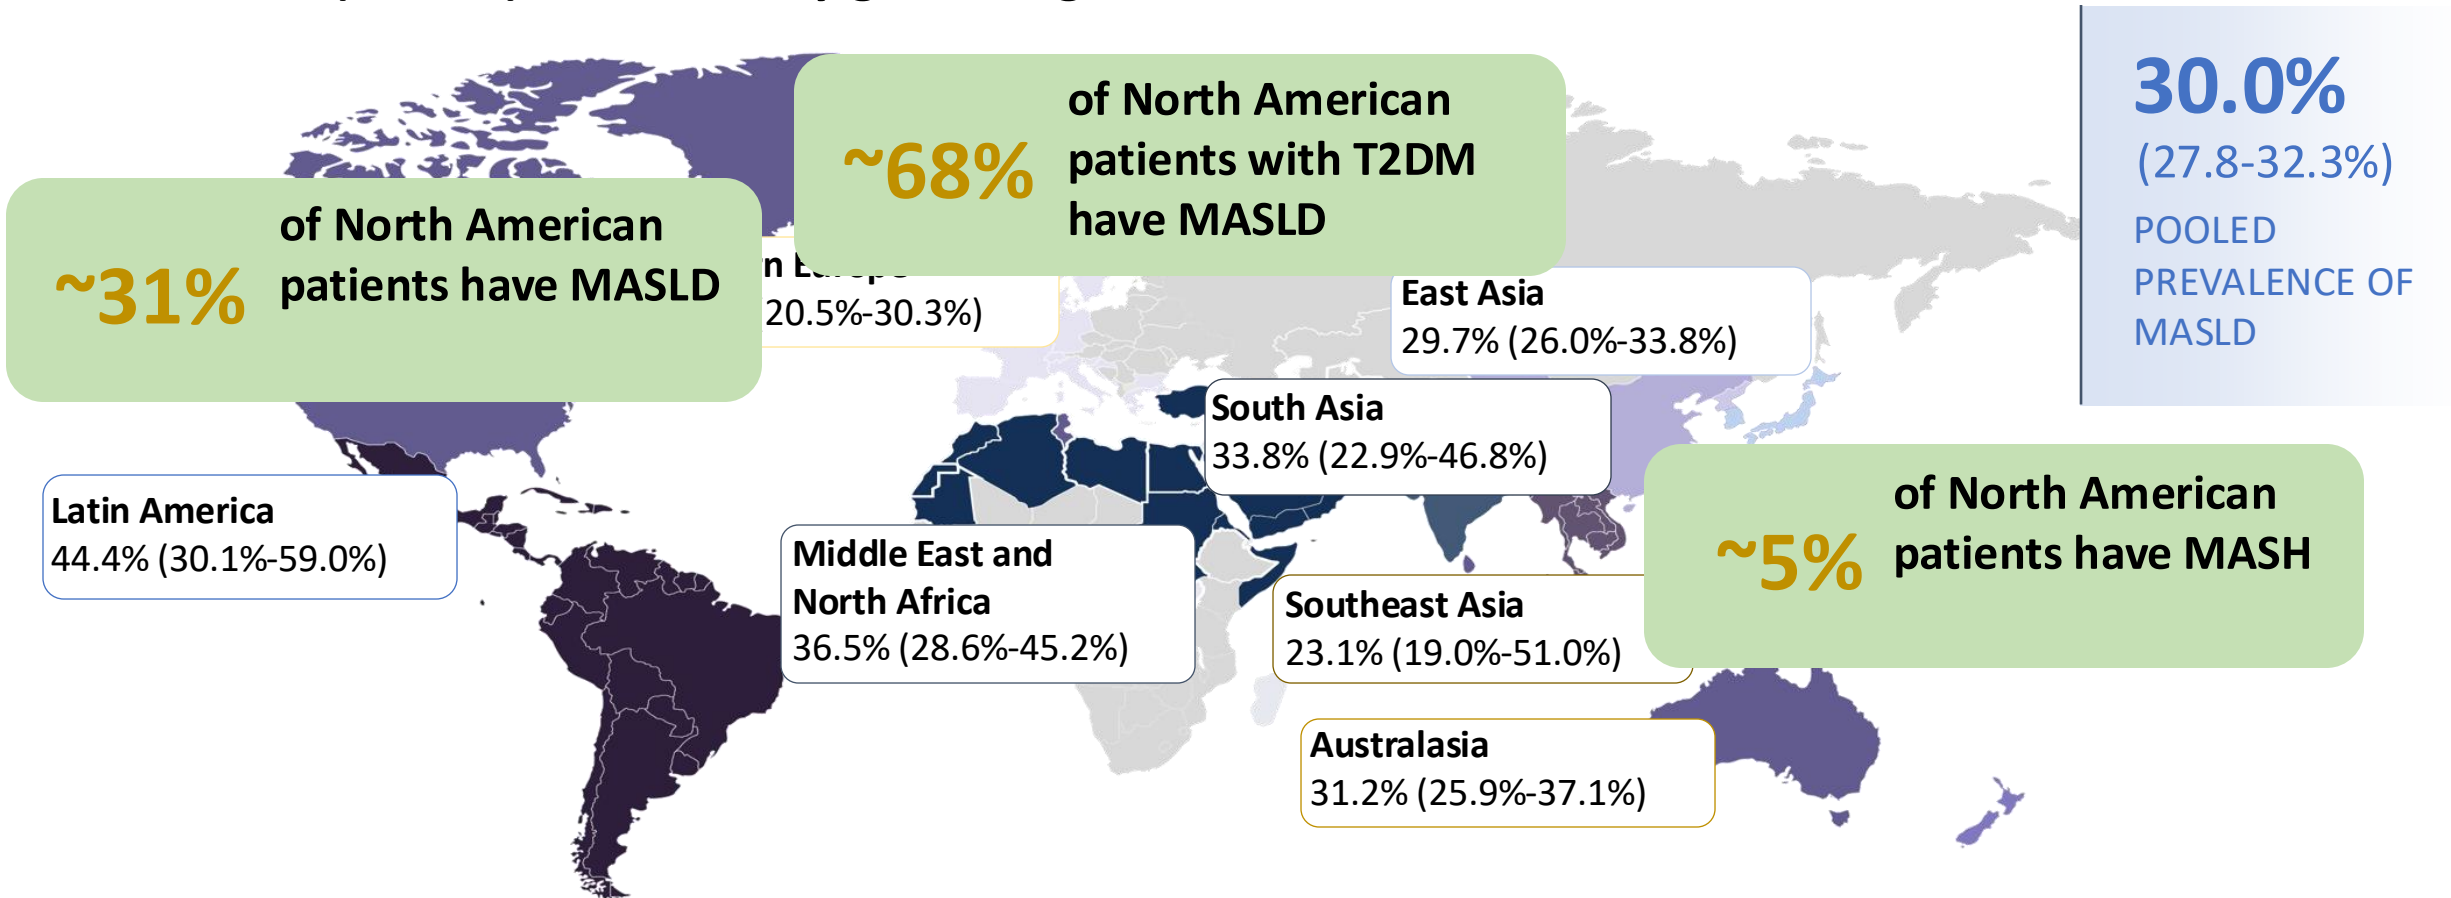 ~31%
of North American
patients have MASLD
~68%
of North American
patients with T2DM
have MASLD
30.0%
(27.8-32.3%)
POOLED
PREVALENCE OF
MASLD
20.5%-30.3%)
East Asia
29.7% (26.0%-33.8%)
South Asia
33.8% (22.9%-46.8%)
Latin America
44.4% (30.1%-59.0%)
Middle East and
North Africa
36.5% (28.6%-45.2%)
~5%
of North American
patients have MASH
Southeast Asia
23.1% (19.0%-51.0%)
Australasia
31.2% (25.9%-37.1%)